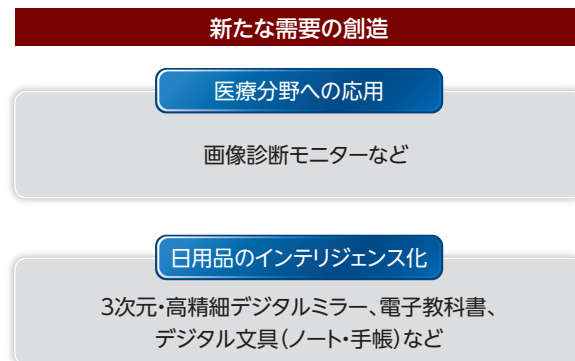 新たな需要の創造
医療分野への応用
画像診断モニターなど
日用品のインテリジェンス化
3次元・高精細デジタルミラー、電子教科書、
デジタル文具(ノート・手帳)など